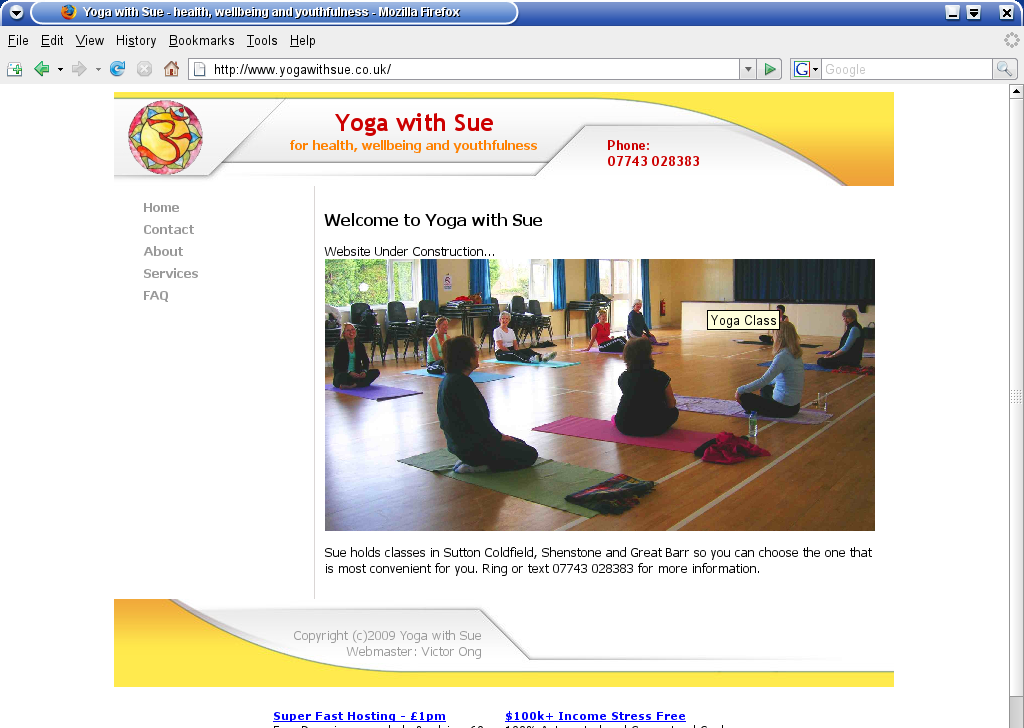 Yoga with Sue - health, wellbeing and youthfulness - Mozilla Firefox
File Edit View History Bookmarks Tools Help
http://www.yogawithsue.co.uk/
G Google
Yoga with Sue
for health, wellbeing and youthfulness
Phone:
07743 028383
Home
Contact
About
Services
FAQ
Welcome to Yoga with Sue
Website Under Construction...
Yoga Class
Sue holds classes in Sutton Coldfield, Shenstone and Great Barr so you can choose the one that
is most convenient for you. Ring or text 07743 028383 for more information.
Copyright (c)2009 Yoga with Sue
Webmaster: Victor Ong
Super Fast Hosting - £1pm
$100k+ Income Stress Free